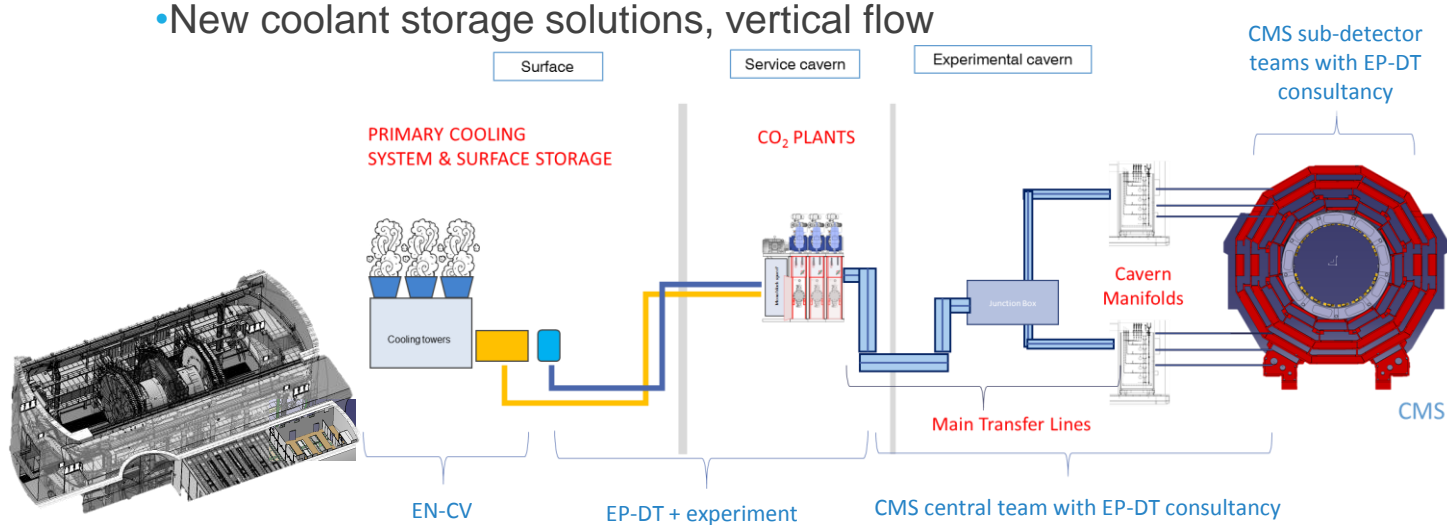 •New coolant storage solutions, vertical flow
Surface
Service cavern
Experimental cavern
CMS sub-detector
teams with EP-DT
consultancy
PRIMARY COOLING
SYSTEM & SURFACE STORAGE
CO₂ PLANTS
Cooling towers
Junction Box
Cavern
Manifolds
CMS
Main Transfer Lines
EN-CV
EP-DT + experiment
CMS central team with EP-DT consultancy